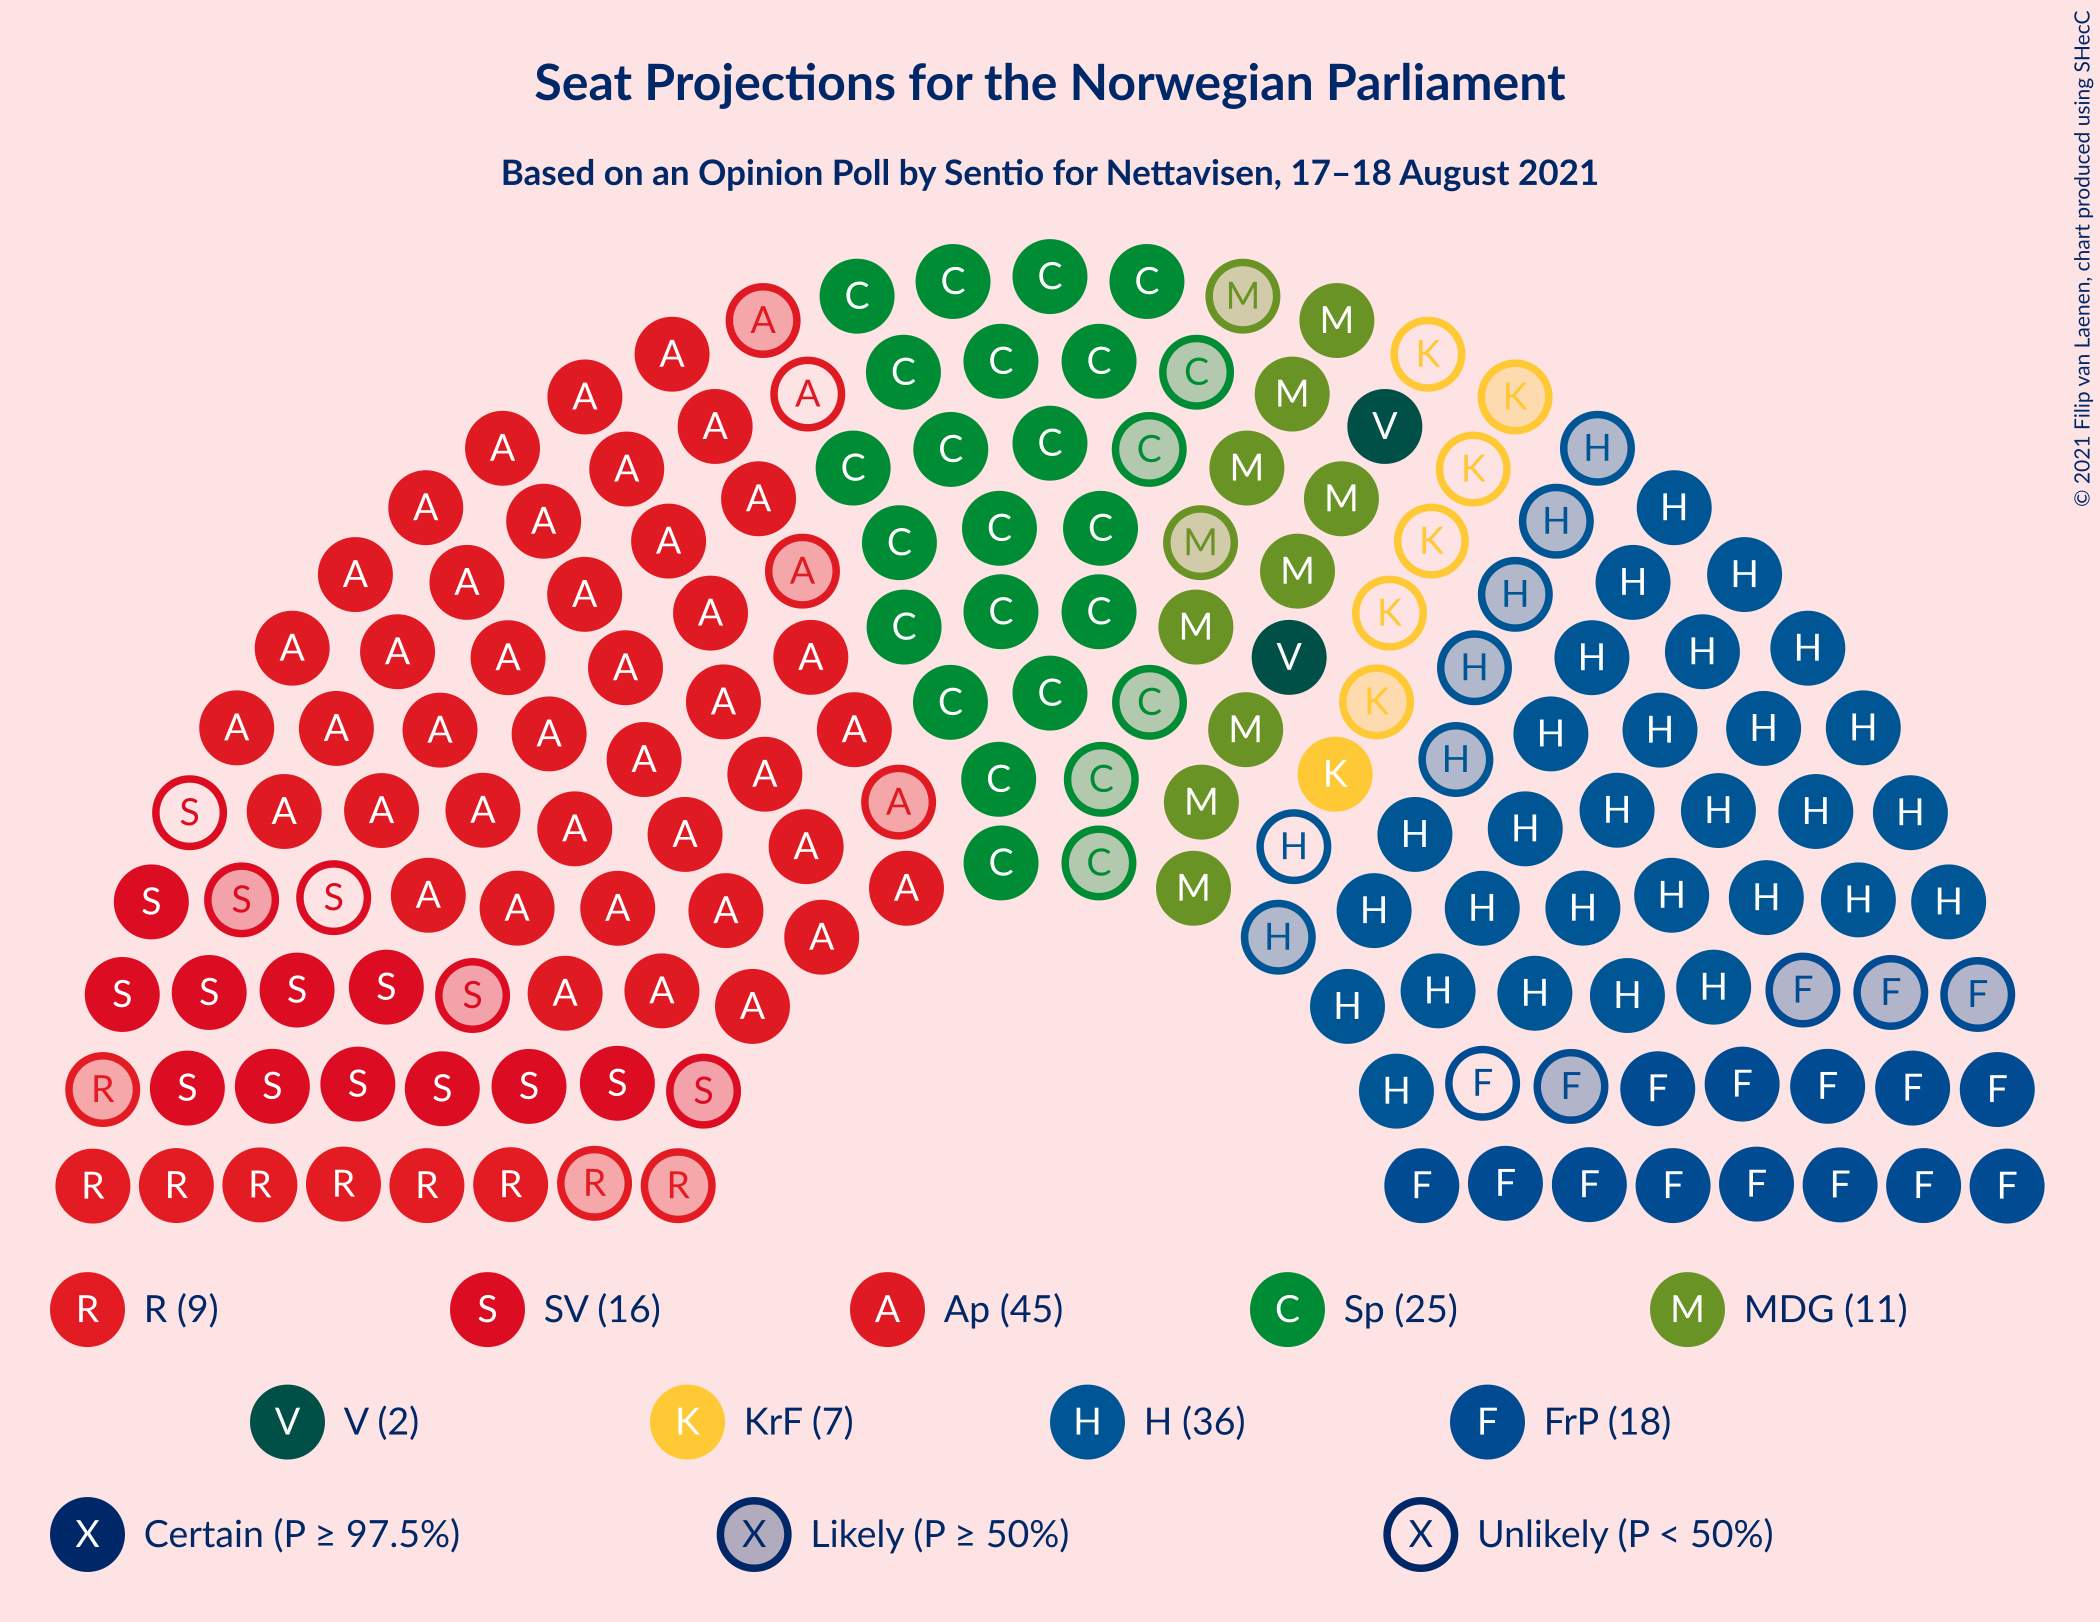 Seat Projections for the Norwegian Parliament
Based on an Opinion Poll by Sentio for Nettavisen, 17–18 August 2021
© 2021 Filip van Laenen, chart produced using SHecC
C C C C M
A A M K
A A C C C C M V K
A A A C C C C M K H
A A A C C C M M K H H
A A A A M K H H
A A A A C C C M V K H H H
A A A A A C C C M K H H H H
A A A A A A C C M K H H H H H
S A A A A A A C C M H H H H H H H
S S S A A A A A A M H H H H H H H H
S S S S S A A A H H H H H F F F
R S S S S S S S H F F F F F F F
R R R R R R R R F F F F F F F F
R R (9)
S SV (16)
A Ap (45)
C Sp (25)
M MDG (11)
V V (2)
K KrF (7)
H H (36)
F FrP (18)
X Certain (P ≥ 97.5%)
X Likely (P ≥ 50%)
X Unlikely (P < 50%)